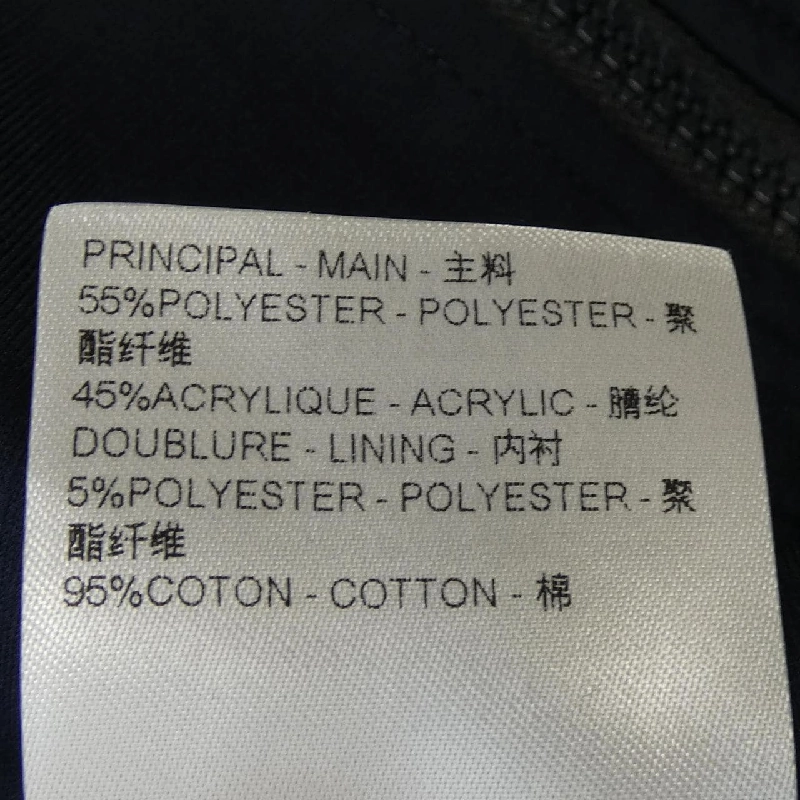 PRINCIPAL - MAIN - 主料
55%POLYESTER - POLYESTER - 聚
酯纤维
45%ACRYLIQUE - ACRYLIC - 腈纶
DOUBLURE - LINING - 内衬
5%POLYESTER - POLYESTER - 聚
酯纤维
95%COTON - COTTON - 棉